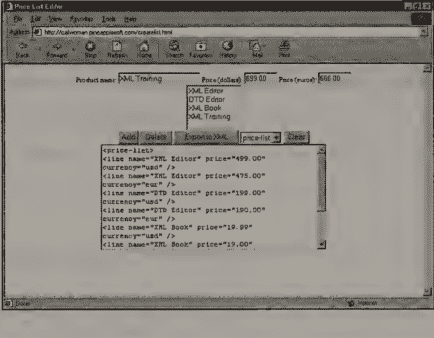 Price List Editor
File Edit View Favorites Tools Help
Address http://catwoman.pineapplesoft.com/createlist.html
Back Forward Stop Refresh Home Search Favorites History Mail Print
Product name: XML Training Price (dollars): 699.00 Price (euros): 666.00
XML Editor
DTD Editor
XML Book
XML Training
Add Delete Export to XML price-list Clear
<price-list>
<line name="XML Editor" price="499.00"
currency="usd" />
<line name="XML Editor" price="475.00"
currency="eur" />
<line name="DTD Editor" price="199.00"
currency="usd" />
<line name="DTD Editor" price="190.00"
currency="eur" />
<line name="XML Book" price="19.99"
currency="usd" />
<line name="XML Book" price="19.00"
Done Internet